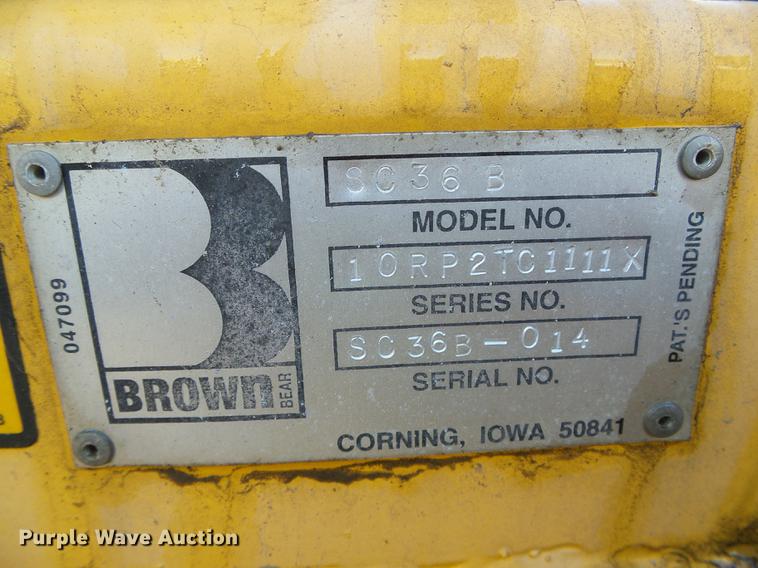 SC36B
MODEL NO.
10RP2TC1111X
SERIES NO.
SC36B-014
SERIAL NO.
CORNING, IOWA 50841
BROWN
BEAR
047099
PAT.'S PENDING
Purple Wave Auction